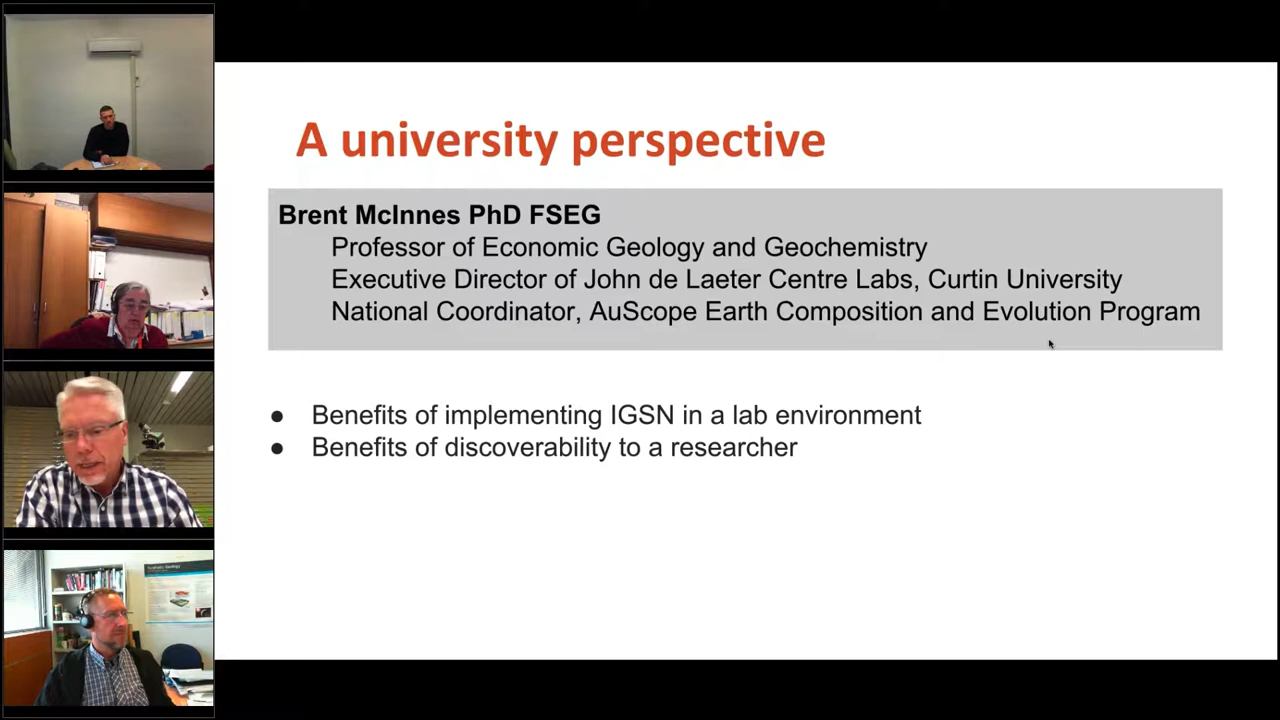 A university perspective
Brent McInnes PhD FSEG
Professor of Economic Geology and Geochemistry
Executive Director of John de Laeter Centre Labs, Curtin University
National Coordinator, AuScope Earth Composition and Evolution Program
● Benefits of implementing IGSN in a lab environment
● Benefits of discoverability to a researcher